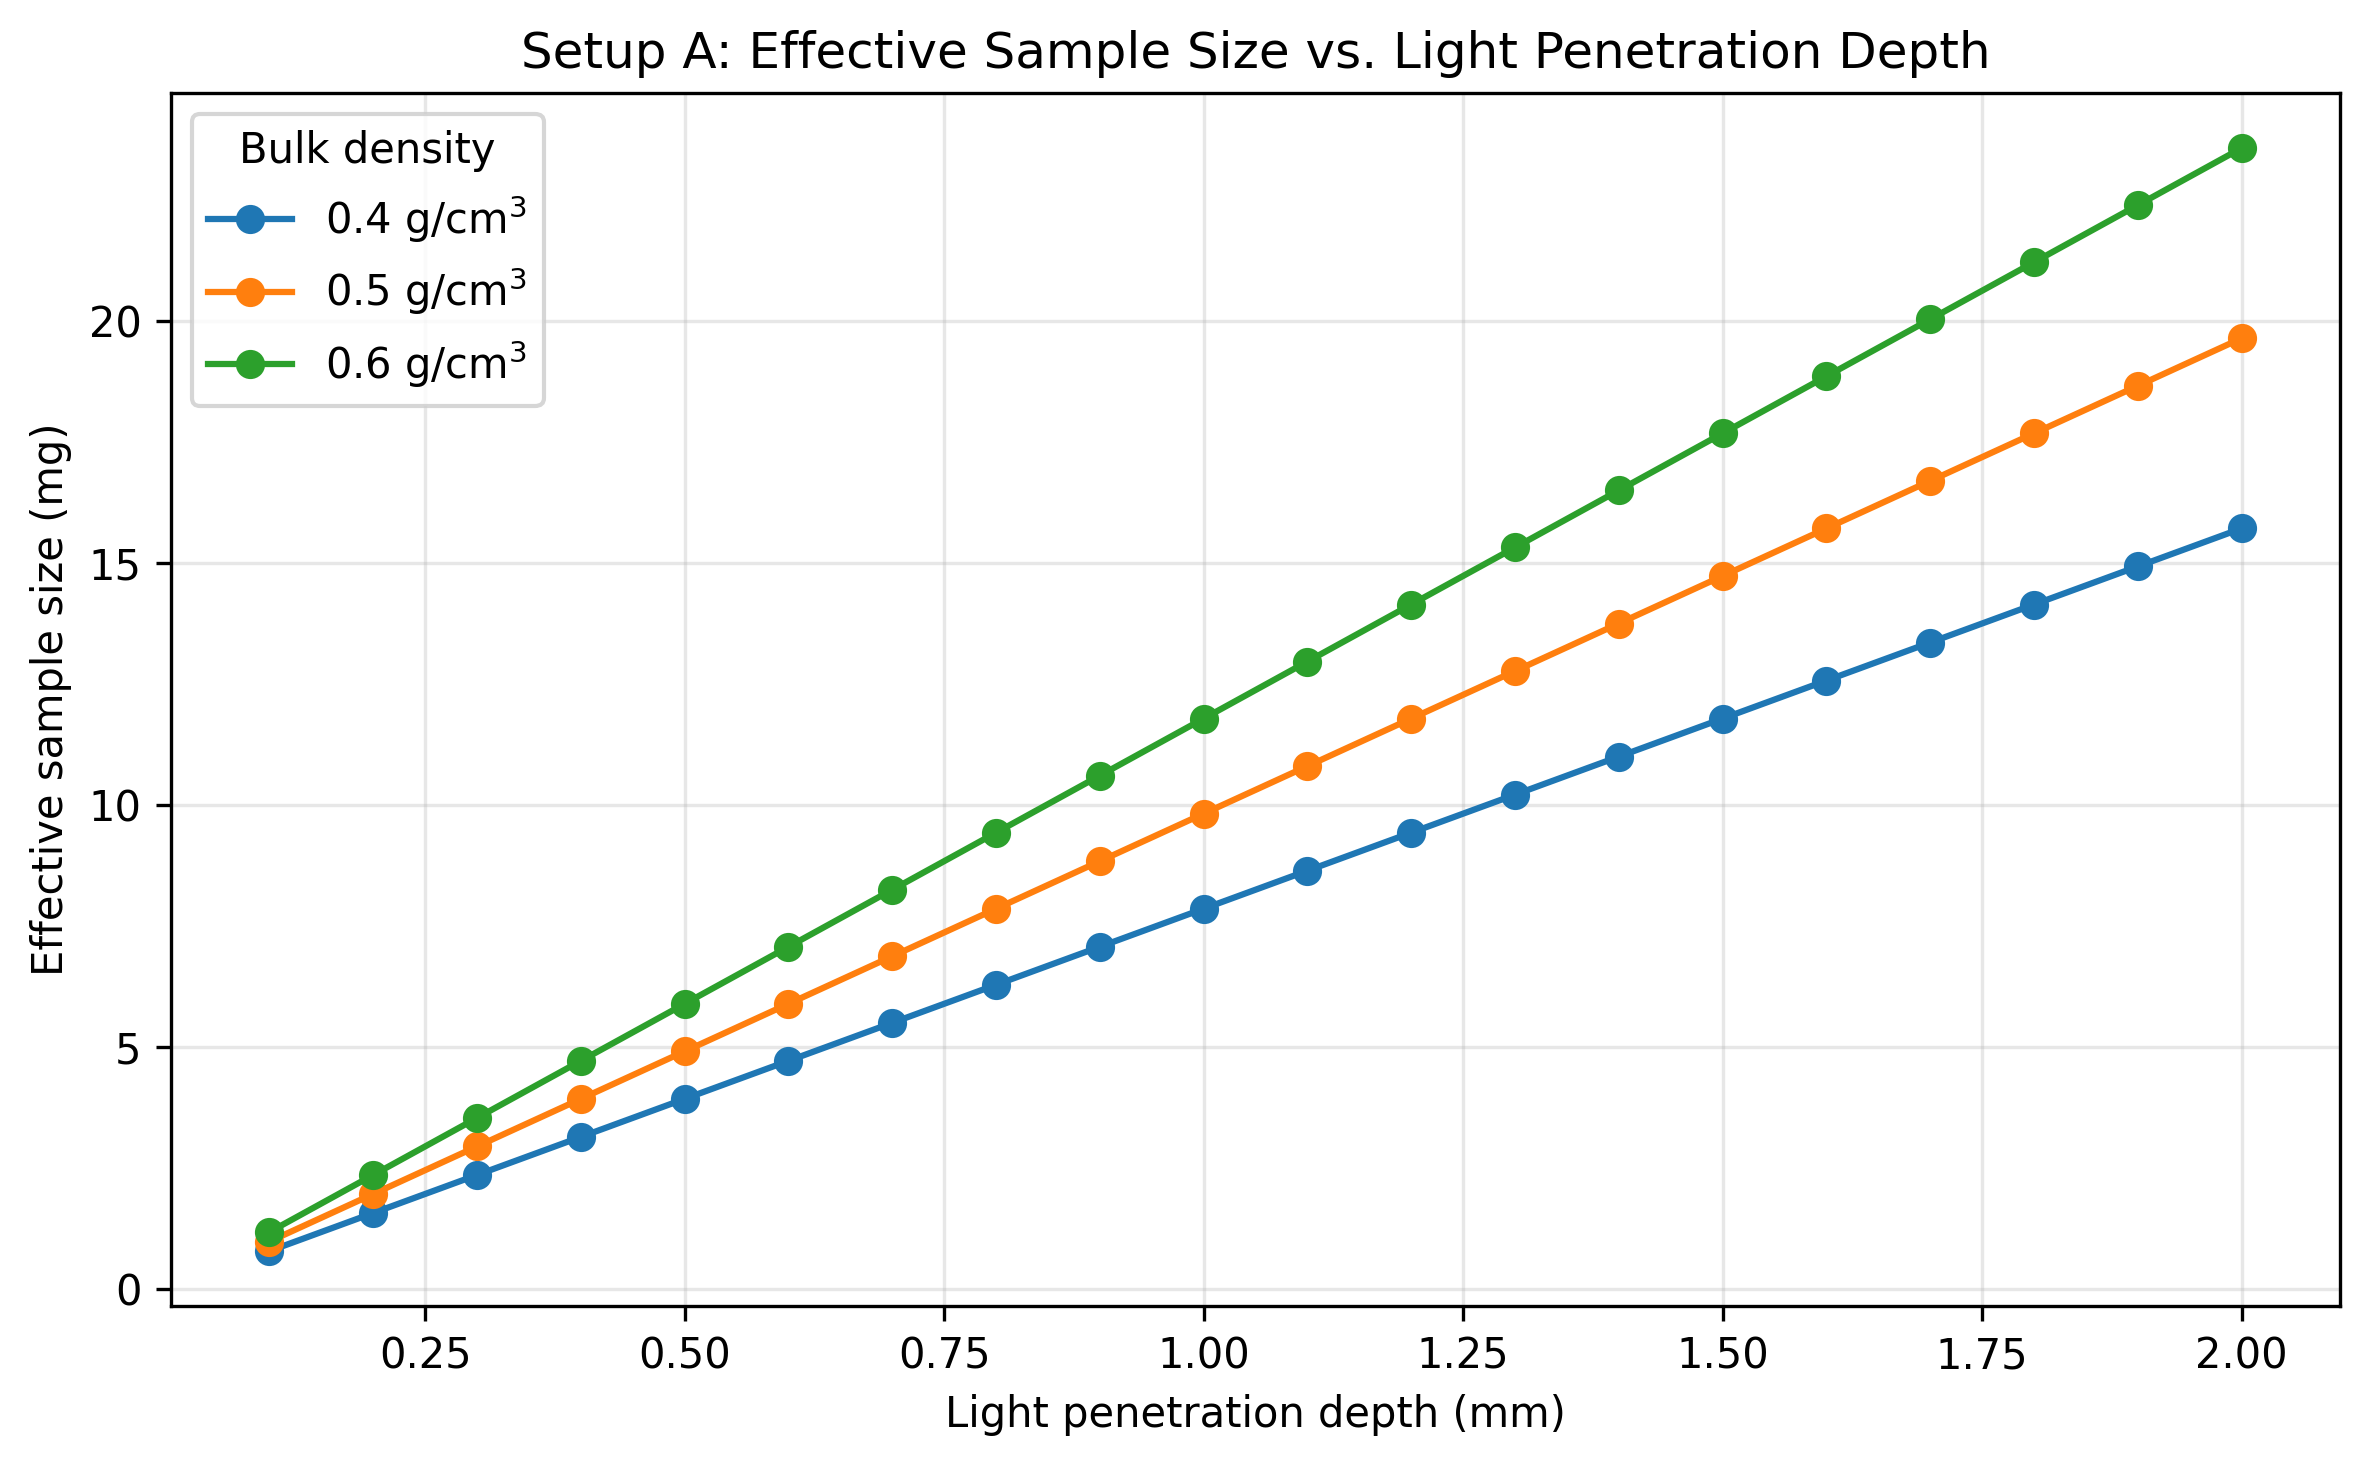 Setup A: Effective Sample Size vs. Light Penetration Depth
Bulk density
0.4 g/cm³
0.5 g/cm³
0.6 g/cm³
Effective sample size (mg)
20
15
10
5
0
0.25 0.50 0.75 1.00 1.25 1.50 1.75 2.00
Light penetration depth (mm)